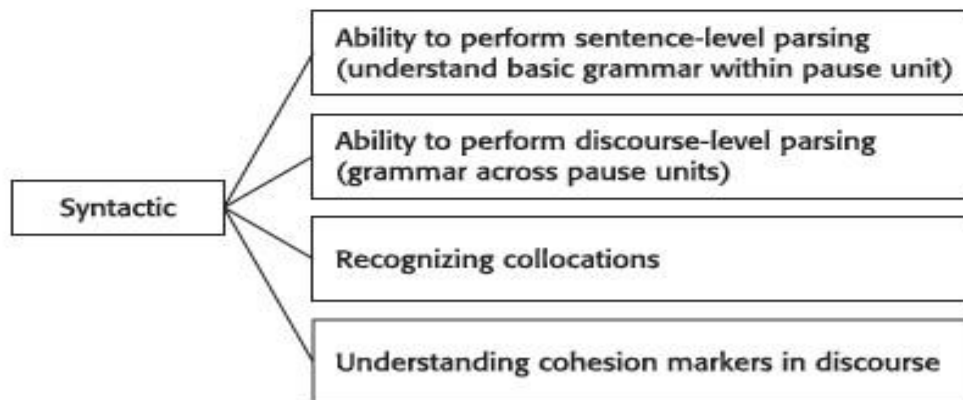 Syntactic
Ability to perform sentence-level parsing
(understand basic grammar within pause unit)
Ability to perform discourse-level parsing
(grammar across pause units)
Recognizing collocations
Understanding cohesion markers in discourse